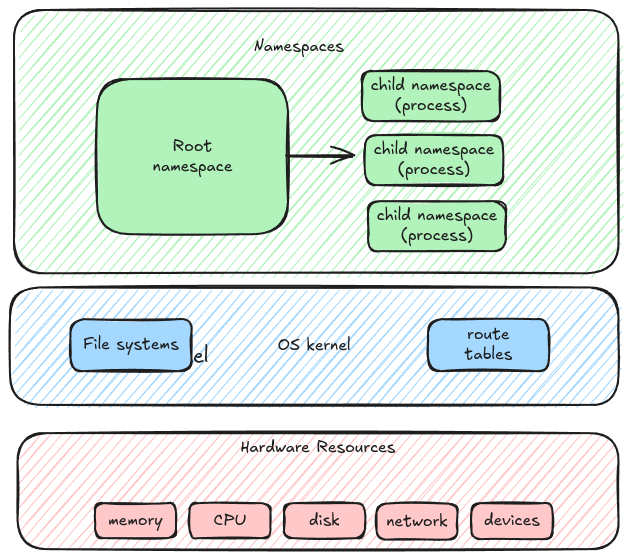 Namespaces
Root
namespace
child namespace
(process)
child namespace
(process)
child namespace
(process)
File systems
el
OS kernel
route
tables
Hardware Resources
memory
CPU
disk
network
devices